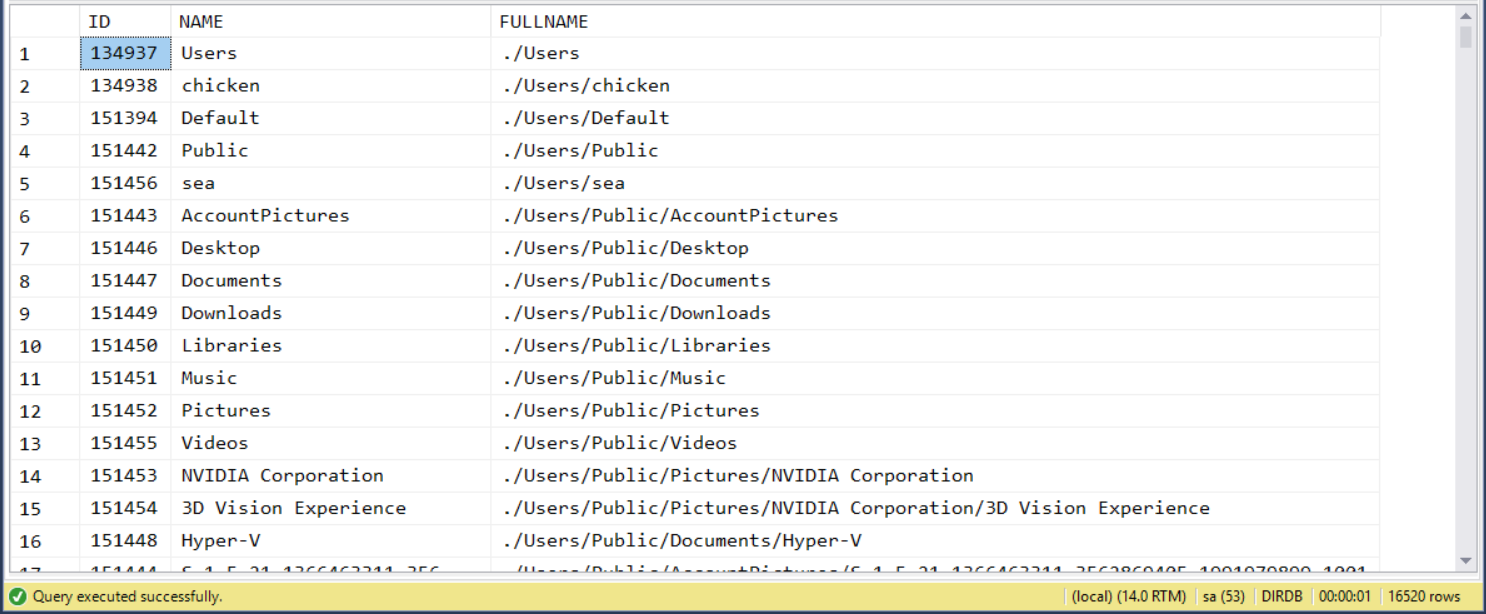 ID NAME FULLNAME
1 134937 Users ./Users
2 134938 chicken ./Users/chicken
3 151394 Default ./Users/Default
4 151442 Public ./Users/Public
5 151456 sea ./Users/sea
6 151443 AccountPictures ./Users/Public/AccountPictures
7 151446 Desktop ./Users/Public/Desktop
8 151447 Documents ./Users/Public/Documents
9 151449 Downloads ./Users/Public/Downloads
10 151450 Libraries ./Users/Public/Libraries
11 151451 Music ./Users/Public/Music
12 151452 Pictures ./Users/Public/Pictures
13 151455 Videos ./Users/Public/Videos
14 151453 NVIDIA Corporation ./Users/Public/Pictures/NVIDIA Corporation
15 151454 3D Vision Experience ./Users/Public/Pictures/NVIDIA Corporation/3D Vision Experience
16 151448 Hyper-V ./Users/Public/Documents/Hyper-V
17 151444
Query executed successfully. (local) (14.0 RTM) sa (53) DIRDB 00:00:01 16520 rows